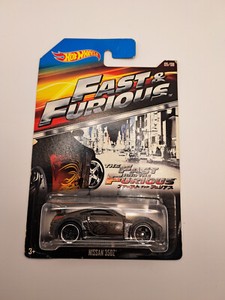 Hot Wheels
FAST &
FURIOUS
THE FAST
AND THE
FURIOUS
3+
NISSAN 350Z